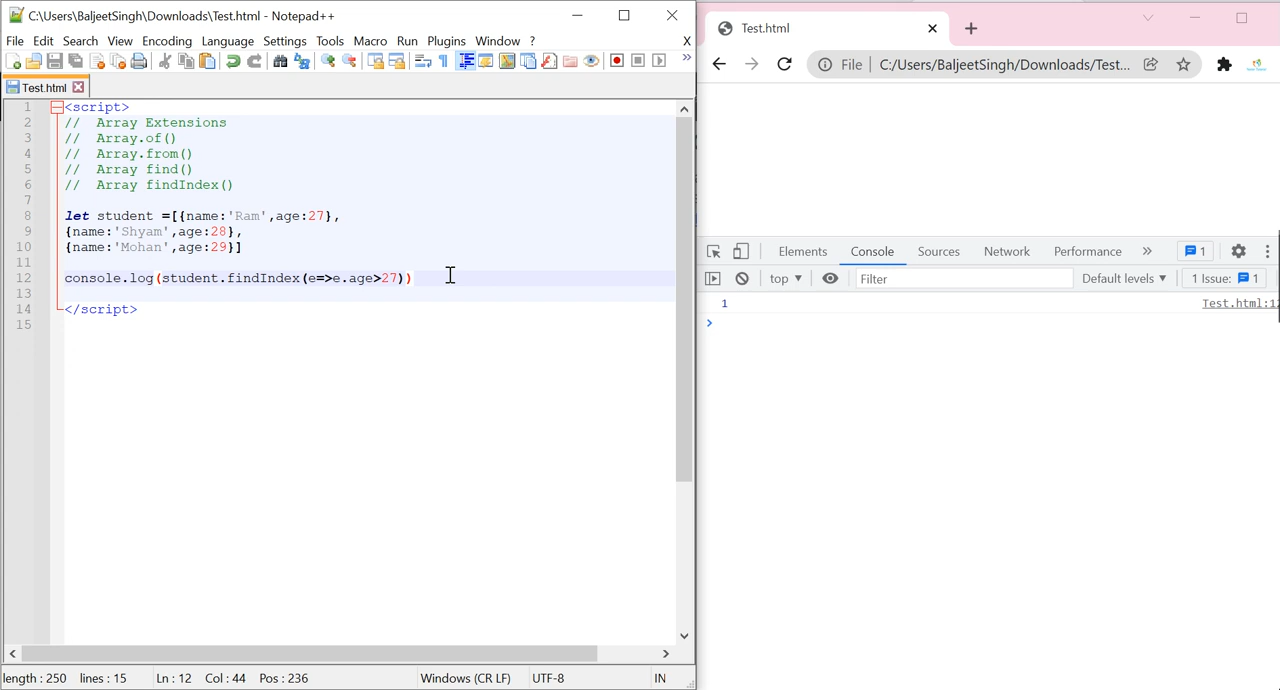 C:\Users\BaljeetSingh\Downloads\Test.html - Notepad++
File Edit Search View Encoding Language Settings Tools Macro Run Plugins Window ? X
Test.html
1 <script>
2 // Array Extensions
3 // Array.of()
4 // Array.from()
5 // Array find()
6 // Array findIndex()
7
8 let student =[{name:'Ram',age:27},
9 {name:'Shyam',age:28},
10 {name:'Mohan',age:29}]
11
12 console.log(student.findIndex(e=>e.age>27))
13
14 </script>
15
length : 250 lines : 15 Ln : 12 Col : 44 Pos : 236 Windows (CR LF) UTF-8 IN
Test.html
File C:/Users/BaljeetSingh/Downloads/Test...
Elements Console Sources Network Performance » 1
top Filter Default levels 1 Issue: 1
1 Test.html:12